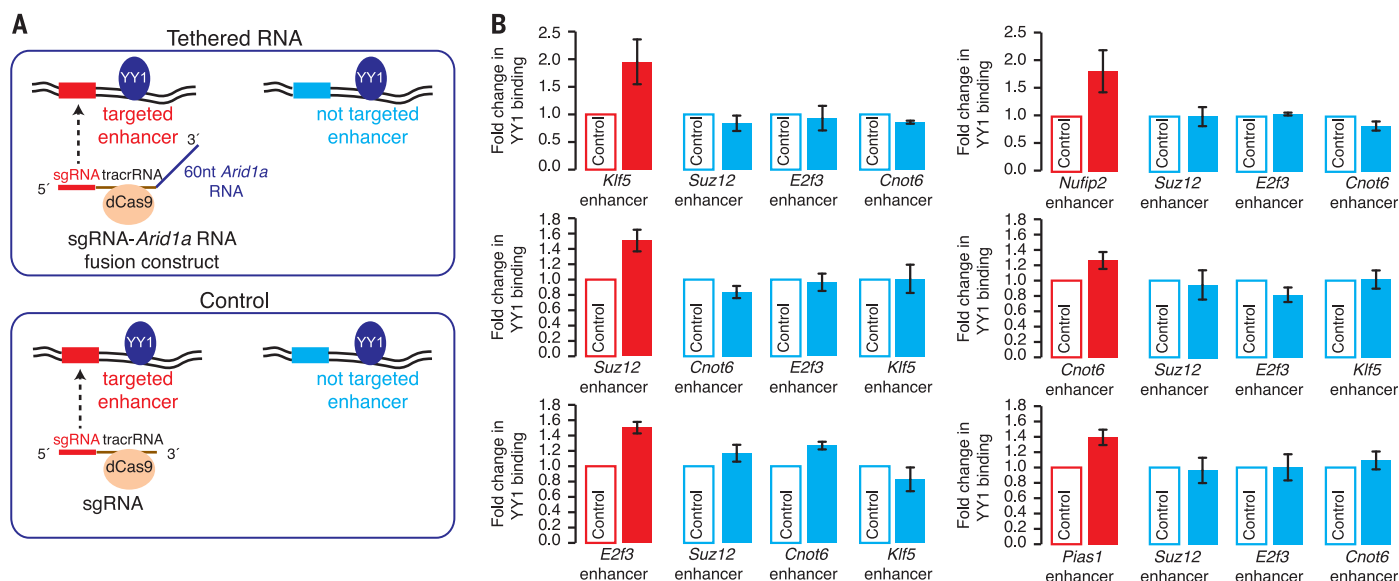 A
Tethered RNA
YY1
YY1
targeted
enhancer
not targeted
enhancer
3´
sgRNA
tracrRNA
60nt Arid1a
RNA
5´
dCas9
sgRNA-Arid1a RNA
fusion construct
Control
YY1
YY1
targeted
enhancer
not targeted
enhancer
sgRNA
tracrRNA
5´
3´
dCas9
sgRNA
B
Fold change in
YY1 binding
2.5
2.0
1.5
1.0
0.5
0.0
Control
Control
Control
Control
Klf5
enhancer
Suz12
enhancer
E2f3
enhancer
Cnot6
enhancer
Fold change in
YY1 binding
2.5
2.0
1.5
1.0
0.5
0.0
Control
Control
Control
Control
Nufip2
enhancer
Suz12
enhancer
E2f3
enhancer
Cnot6
enhancer
Fold change in
YY1 binding
1.8
1.6
1.4
1.2
1.0
0.8
0.6
0.4
0.2
0.0
Control
Control
Control
Control
Suz12
enhancer
Cnot6
enhancer
E2f3
enhancer
Klf5
enhancer
Fold change in
YY1 binding
1.8
1.6
1.4
1.2
1.0
0.8
0.6
0.4
0.2
0.0
Control
Control
Control
Control
Cnot6
enhancer
Suz12
enhancer
E2f3
enhancer
Klf5
enhancer
Fold change in
YY1 binding
1.8
1.6
1.4
1.2
1.0
0.8
0.6
0.4
0.2
0.0
Control
Control
Control
Control
E2f3
enhancer
Suz12
enhancer
Cnot6
enhancer
Klf5
enhancer
Fold change in
YY1 binding
1.8
1.6
1.4
1.2
1.0
0.8
0.6
0.4
0.2
0.0
Control
Control
Control
Control
Pias1
enhancer
Suz12
enhancer
E2f3
enhancer
Cnot6
enhancer